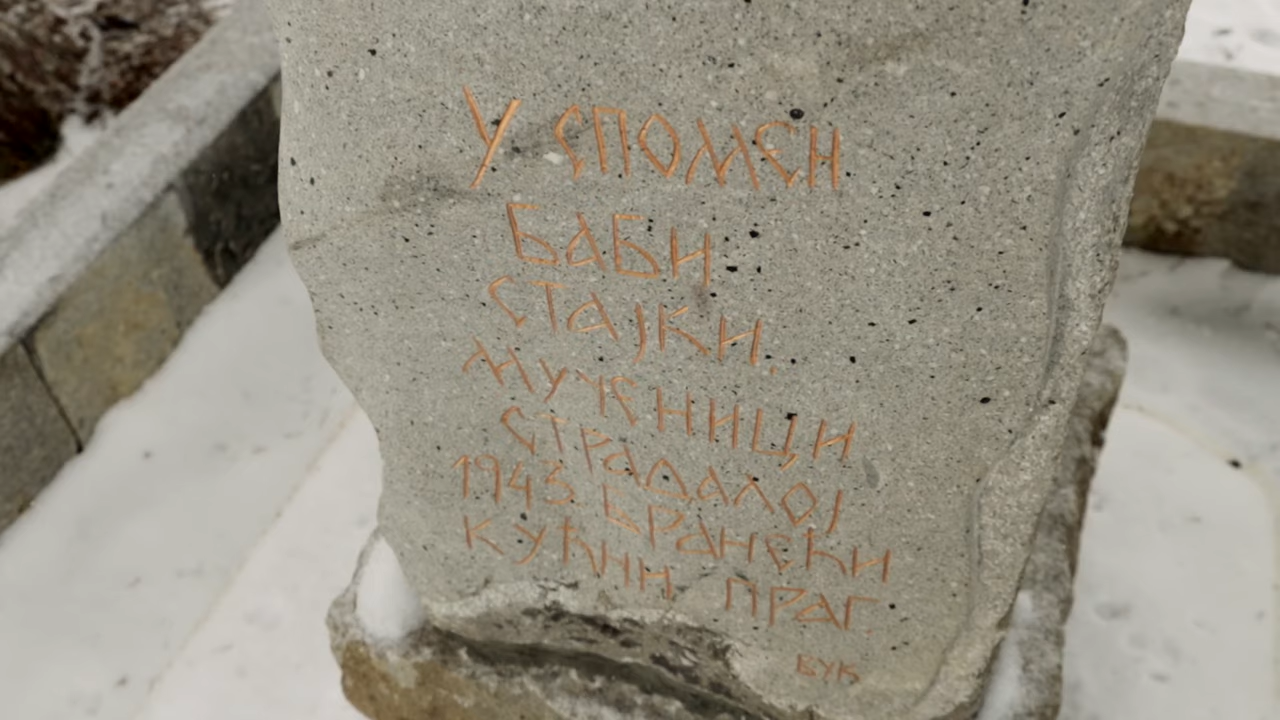 У СПОМЕН
БАБИ
СТАЈКИ,
МУЧЕНИЦИ
СТРАДАЛОЈ
1943 БРАНЕЋИ
КУЋНИ ПРАГ.
ВУК